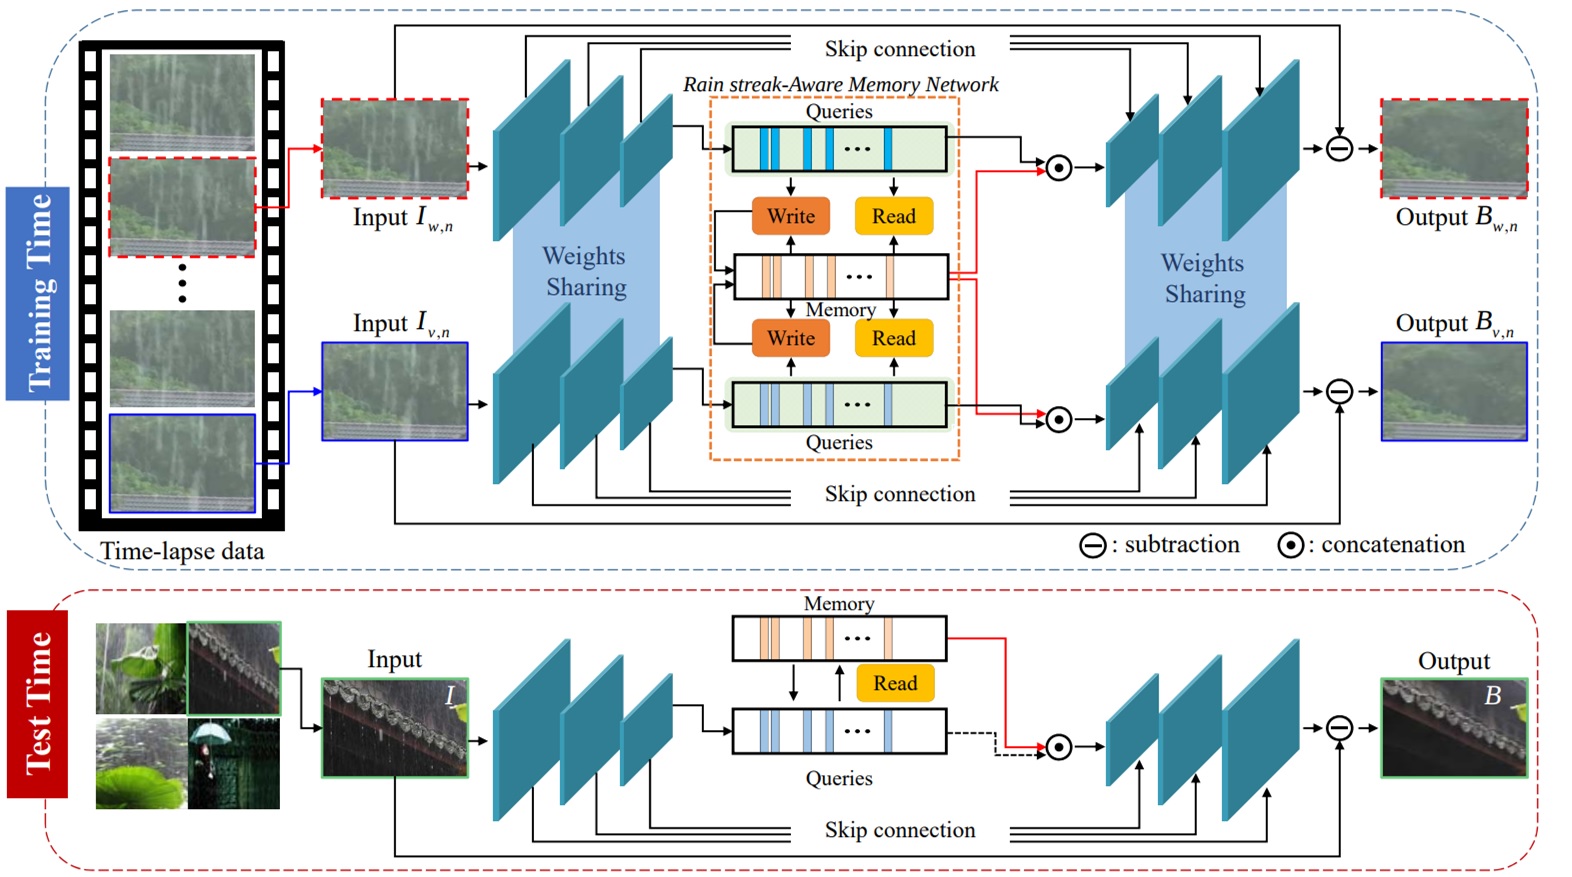 Training Time
Skip connection
Rain streak-Aware Memory Network
Queries
Input I_{w,n}
Write
Read
Output B_{w,n}
Weights
Sharing
Weights
Sharing
Memory
Input I_{v,n}
Write
Read
Output B_{v,n}
Queries
Skip connection
Time-lapse data
: subtraction
: concatenation
Test Time
Memory
Input
I
Read
Output
B
Queries
Skip connection